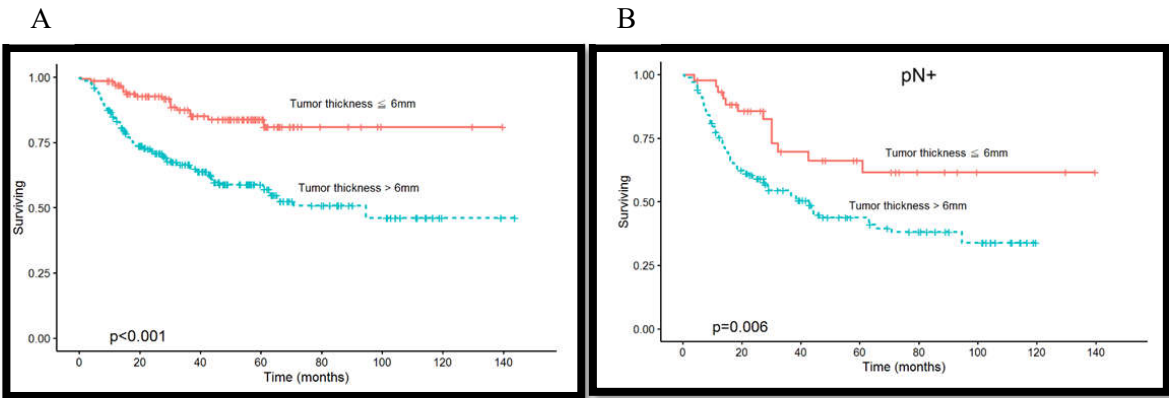 A
B
1.00
0.75
0.50
0.25
0.00
Surviving
Tumor thickness ≦ 6mm
Tumor thickness > 6mm
p<0.001
0 20 40 60 80 100 120 140
Time (months)
pN+
1.00
0.75
0.50
0.25
0.00
Surviving
Tumor thickness ≦ 6mm
Tumor thickness > 6mm
p=0.006
0 20 40 60 80 100 120 140
Time (months)